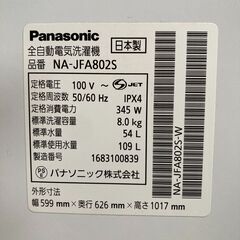 Panasonic
日本製
全自動電気洗濯機
品番 NA-JFA802S
定格電圧 100 V~ S JET
定格周波数 50/60 Hz IPX4
定格消費電力 345 W
標準洗濯容量 8.0 kg
標準水量 54 L
標準使用水量 109 L
製造番号 1683100839
パナソニック株式会社
外形寸法
幅 599 mm×奥行 626 mm×高さ 1017 mm
NA-JFA802S-W